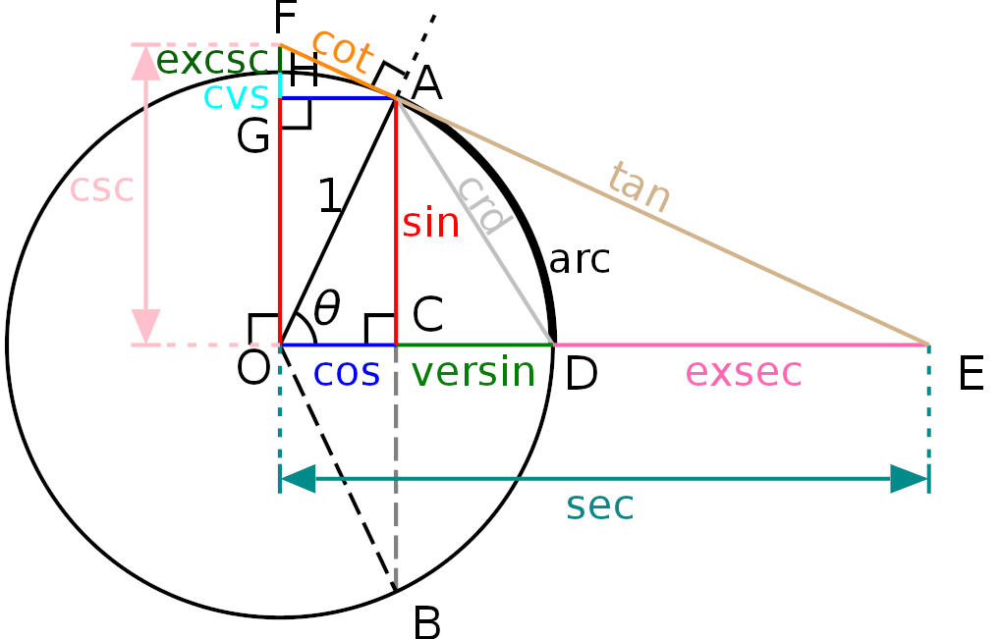 F
cot
excsc
H
A
cvs
G
csc
1
tan
crd
sin
arc
θ
C
O
cos
versin
D
exsec
E
sec
B